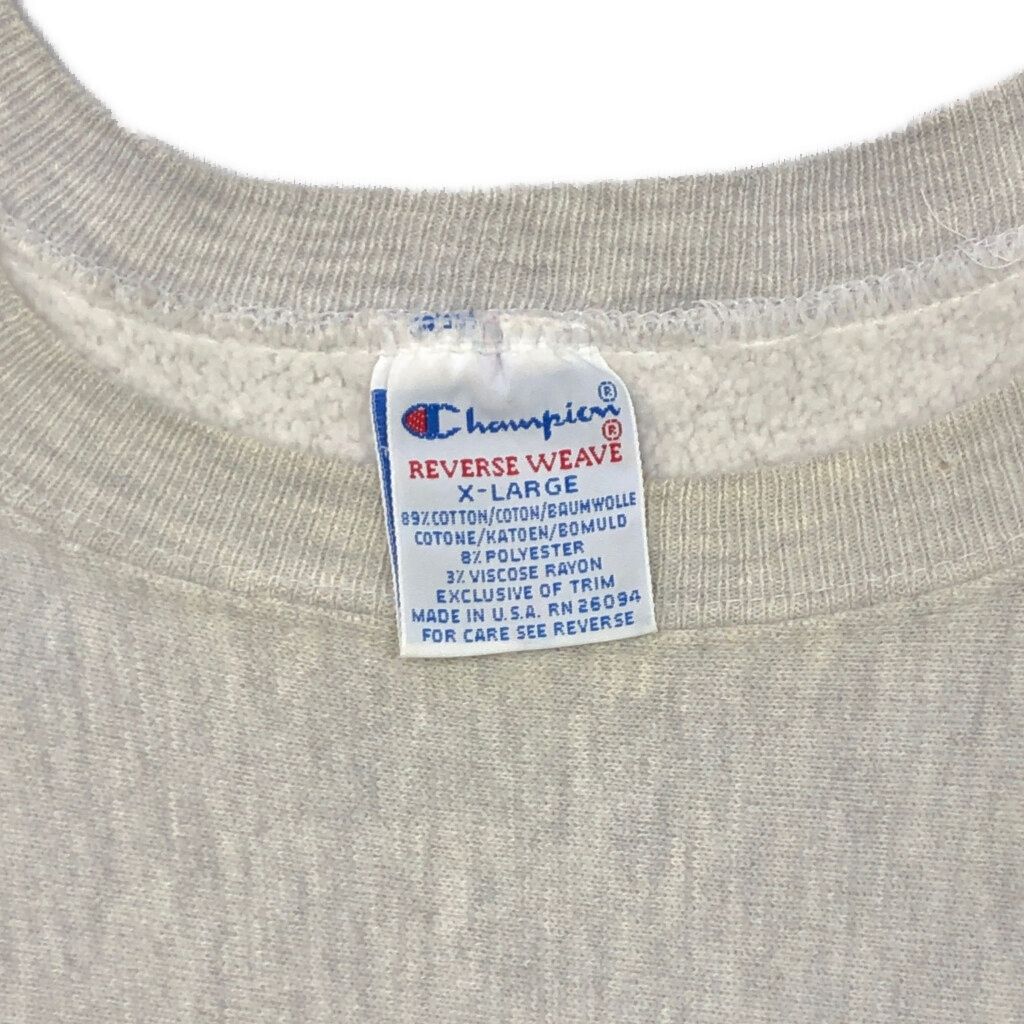 Champion®
REVERSE WEAVE®
X-LARGE
89% COTTON/COTON/BAUMWOLLE
COTONE/KATOEN/BOMULD
8% POLYESTER
3% VISCOSE RAYON
EXCLUSIVE OF TRIM
MADE IN U.S.A. RN 26094
FOR CARE SEE REVERSE